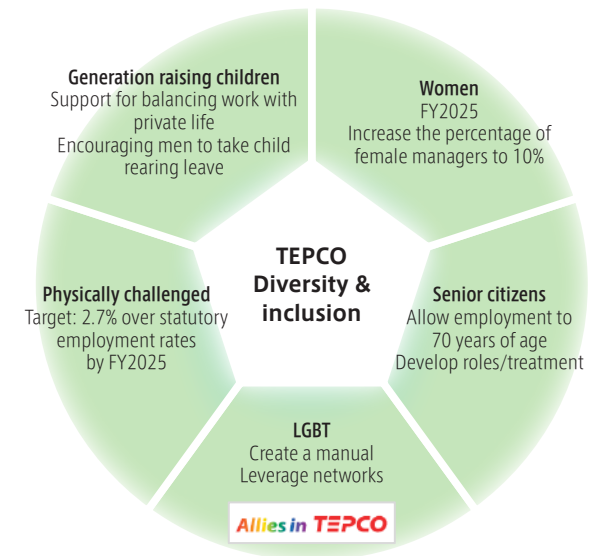 Generation raising children
Support for balancing work with
private life
Encouraging men to take child
rearing leave
Women
FY2025
Increase the percentage of
female managers to 10%
TEPCO
Diversity &
inclusion
Physically challenged
Target: 2.7% over statutory
employment rates
by FY2025
Senior citizens
Allow employment to
70 years of age
Develop roles/treatment
LGBT
Create a manual
Leverage networks
Allies in TEPCO